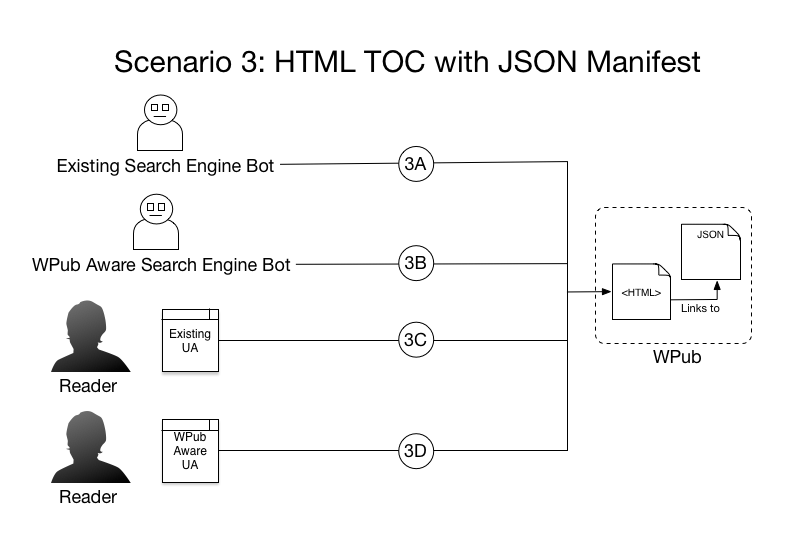 Scenario 3: HTML TOC with JSON Manifest
Existing Search Engine Bot
3A
WPub Aware Search Engine Bot
3B
JSON
<HTML>
Links to
WPub
Existing
UA
3C
Reader
WPub
Aware
UA
3D
Reader